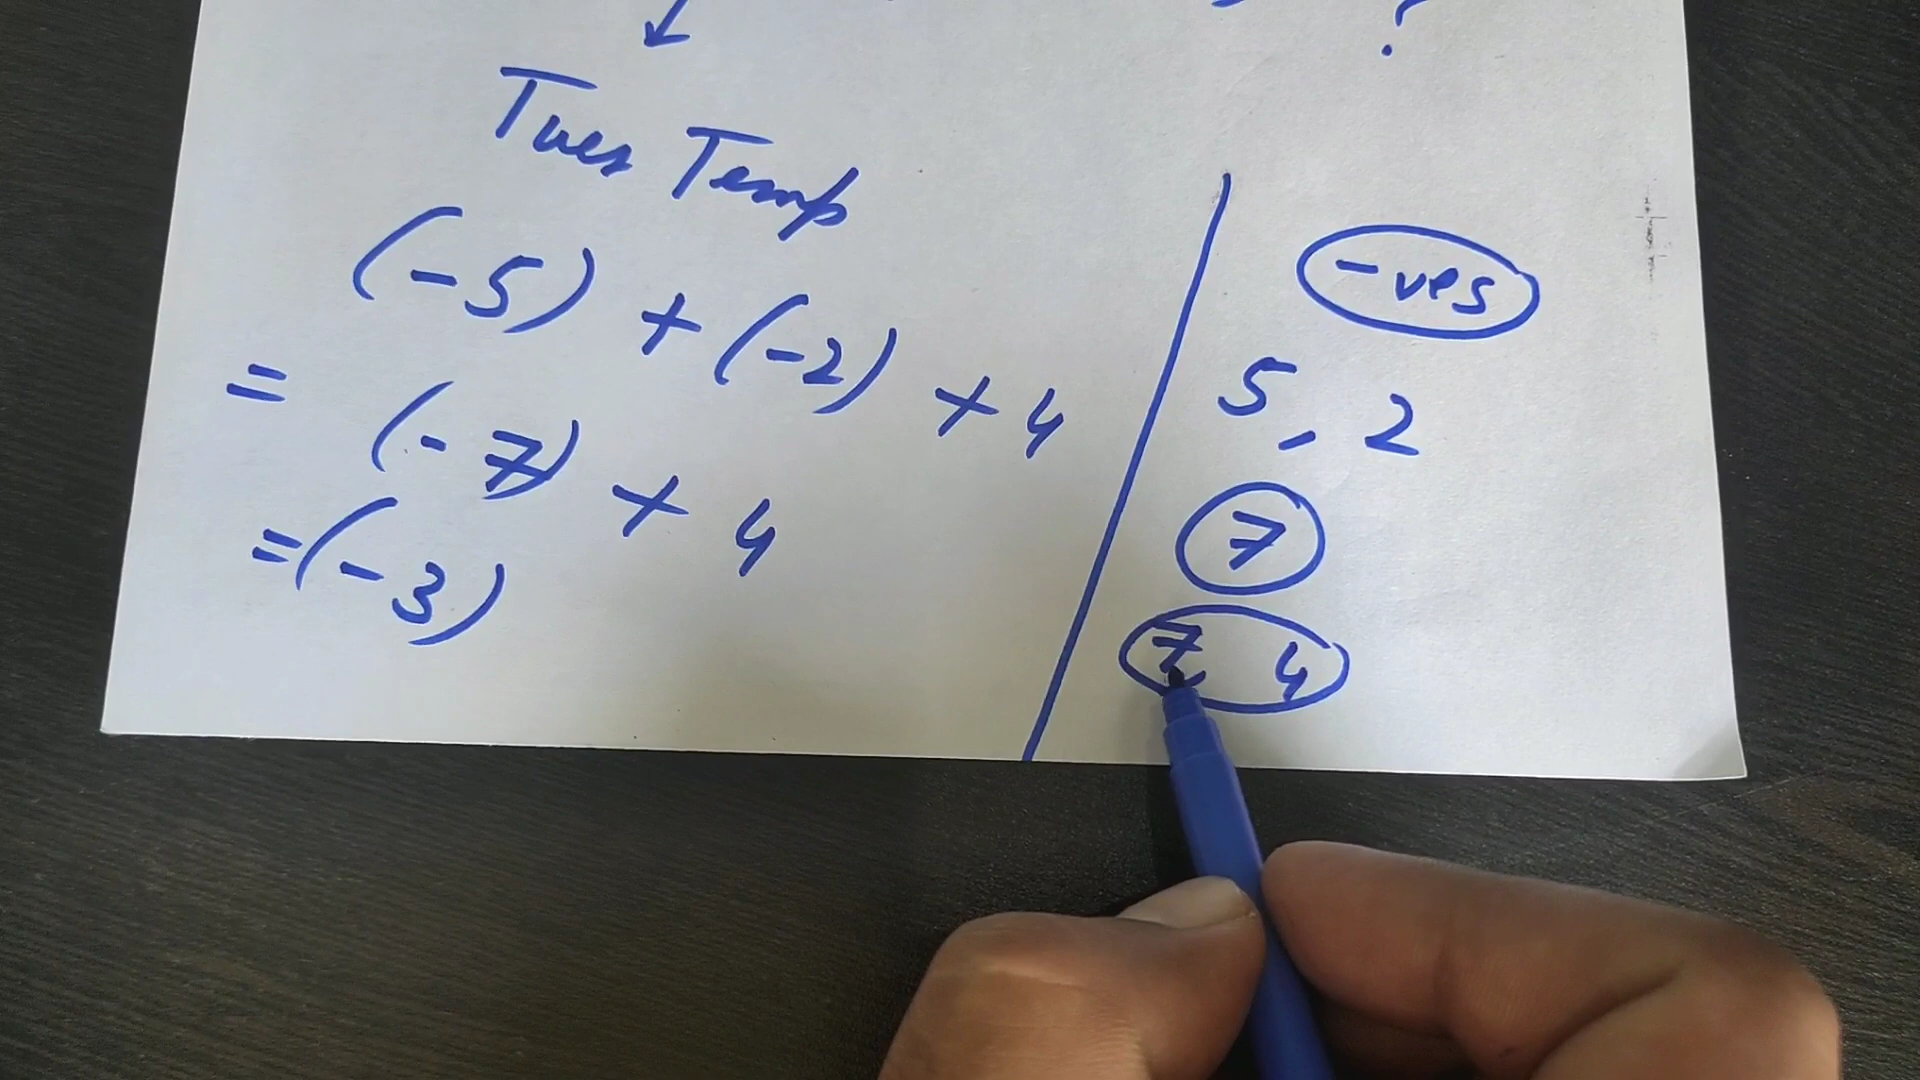 ?
Tues Temp
(-5) + (-2) + 4
= (-7) + 4
= (-3)
-ves
5, 2
7
7 4